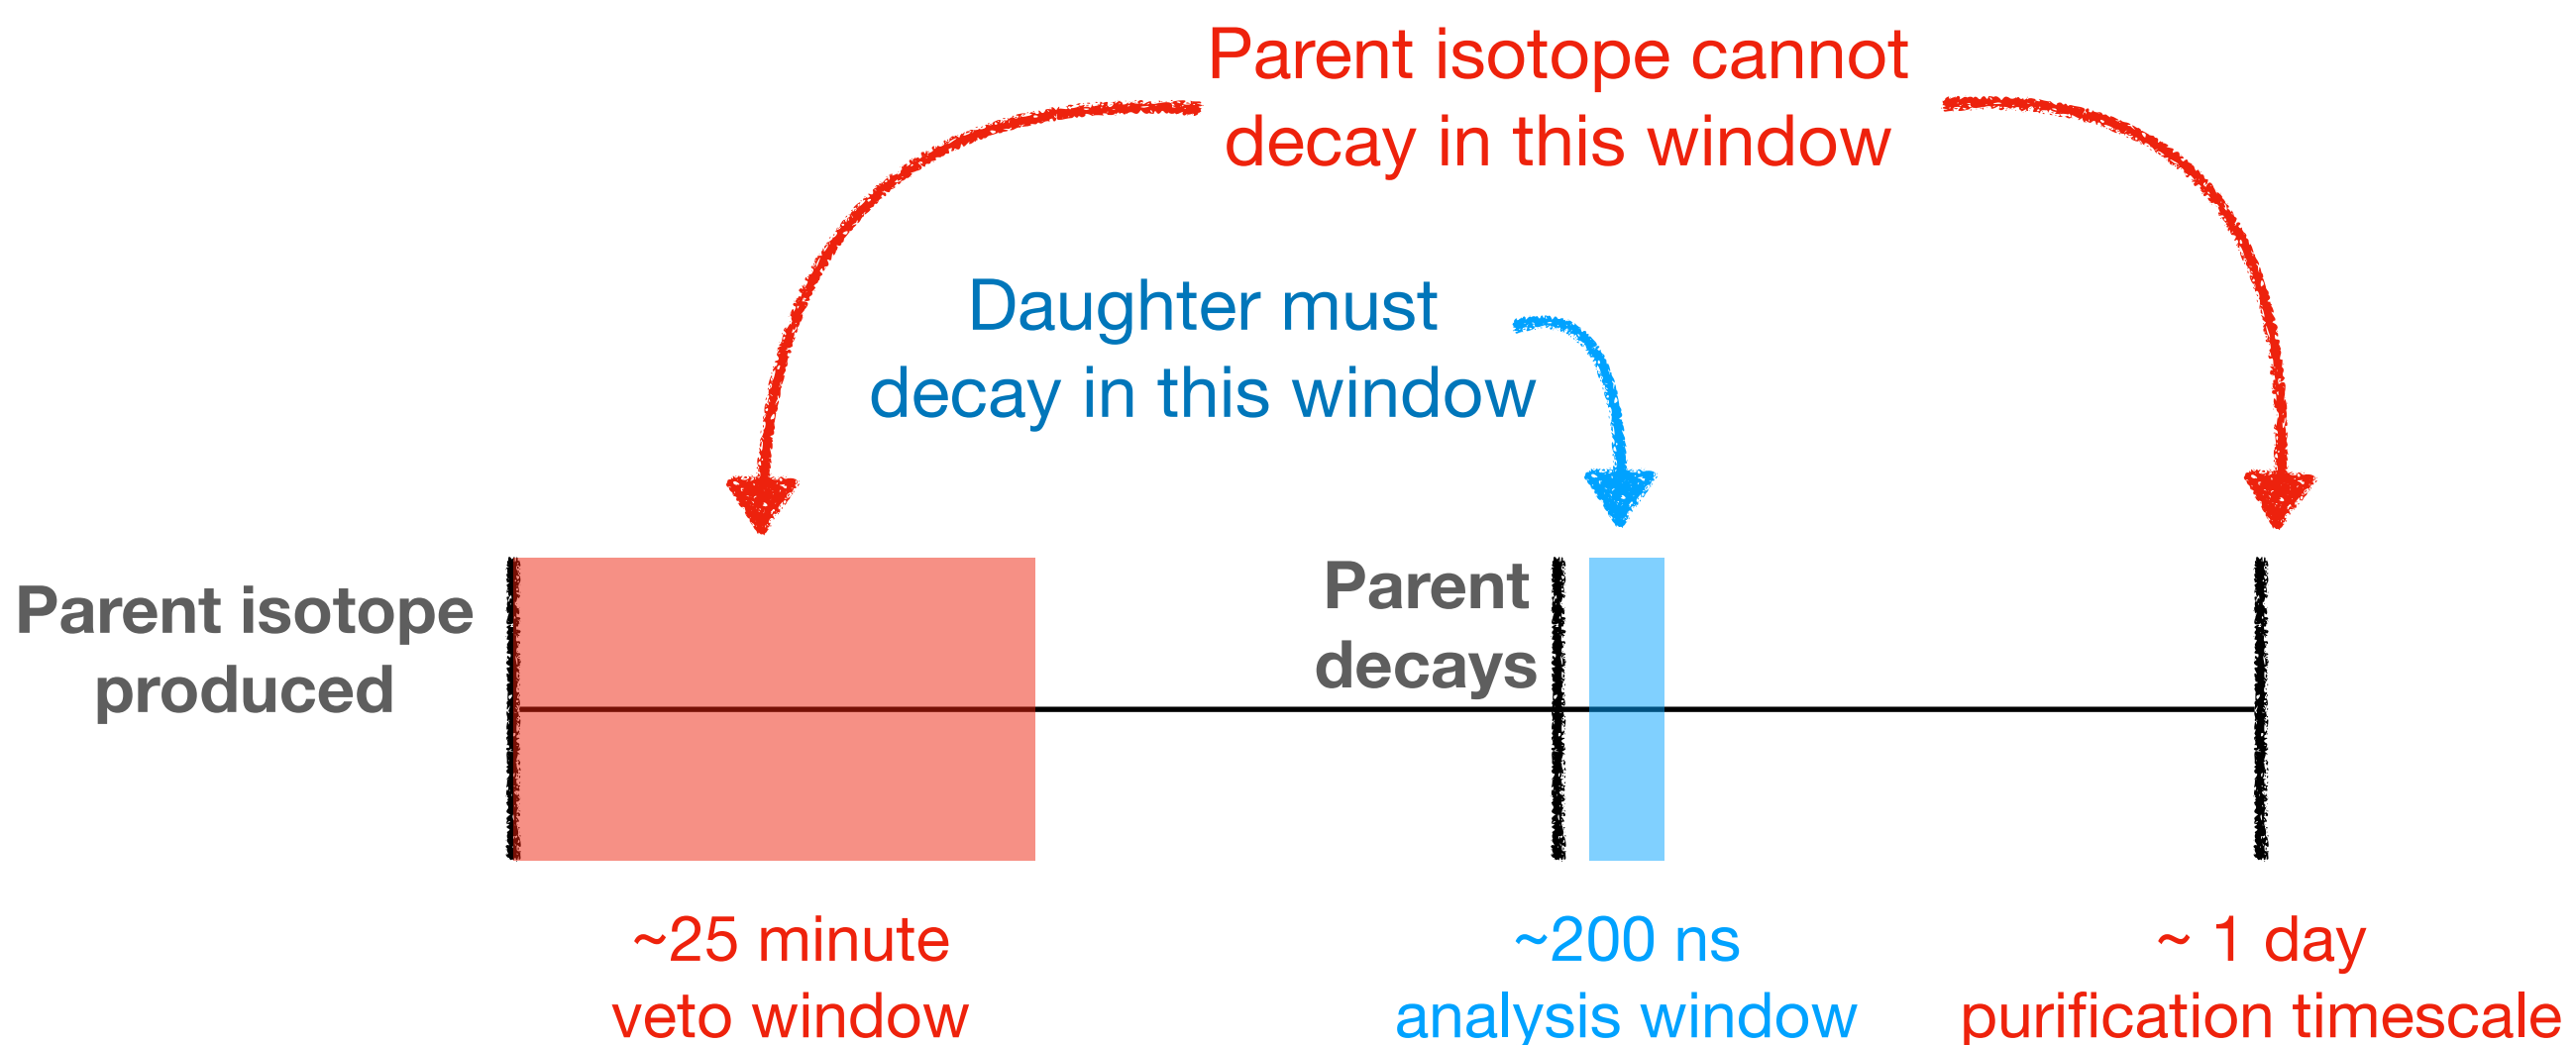 Parent isotope cannot
decay in this window
Daughter must
decay in this window
Parent isotope
produced
Parent
decays
~25 minute
veto window
~200 ns
analysis window
~ 1 day
purification timescale